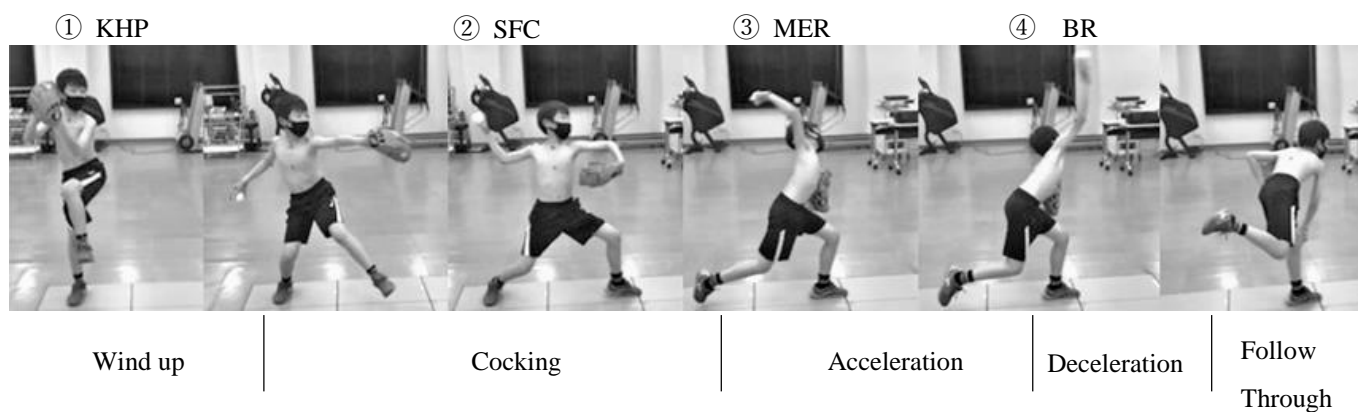 ① KHP ② SFC ③ MER ④ BR
Wind up Cocking Acceleration Deceleration Follow
Through